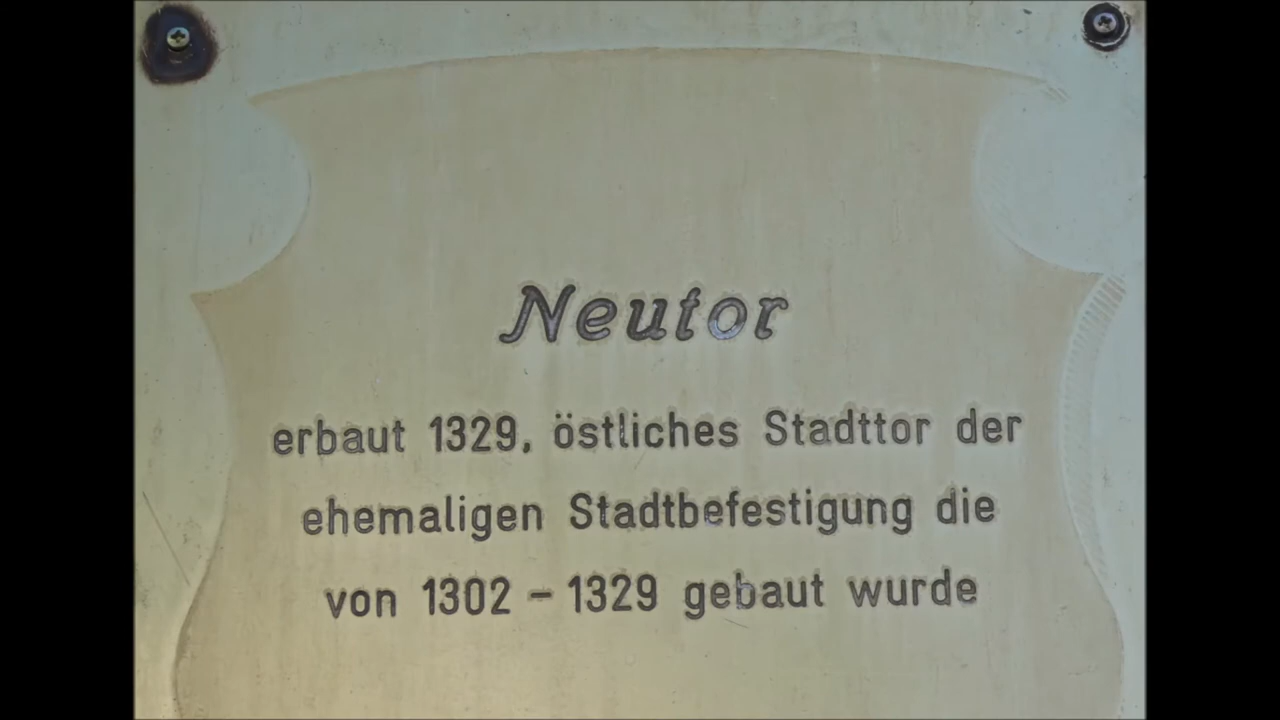 Neutor
erbaut 1329, östliches Stadttor der
ehemaligen Stadtbefestigung die
von 1302 - 1329 gebaut wurde